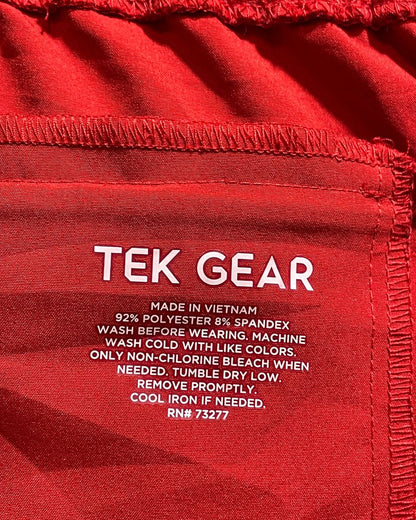 TEK GEAR
MADE IN VIETNAM
92% POLYESTER 8% SPANDEX
WASH BEFORE WEARING. MACHINE
WASH COLD WITH LIKE COLORS.
ONLY NON-CHLORINE BLEACH WHEN
NEEDED. TUMBLE DRY LOW.
REMOVE PROMPTLY.
COOL IRON IF NEEDED.
RN# 73277